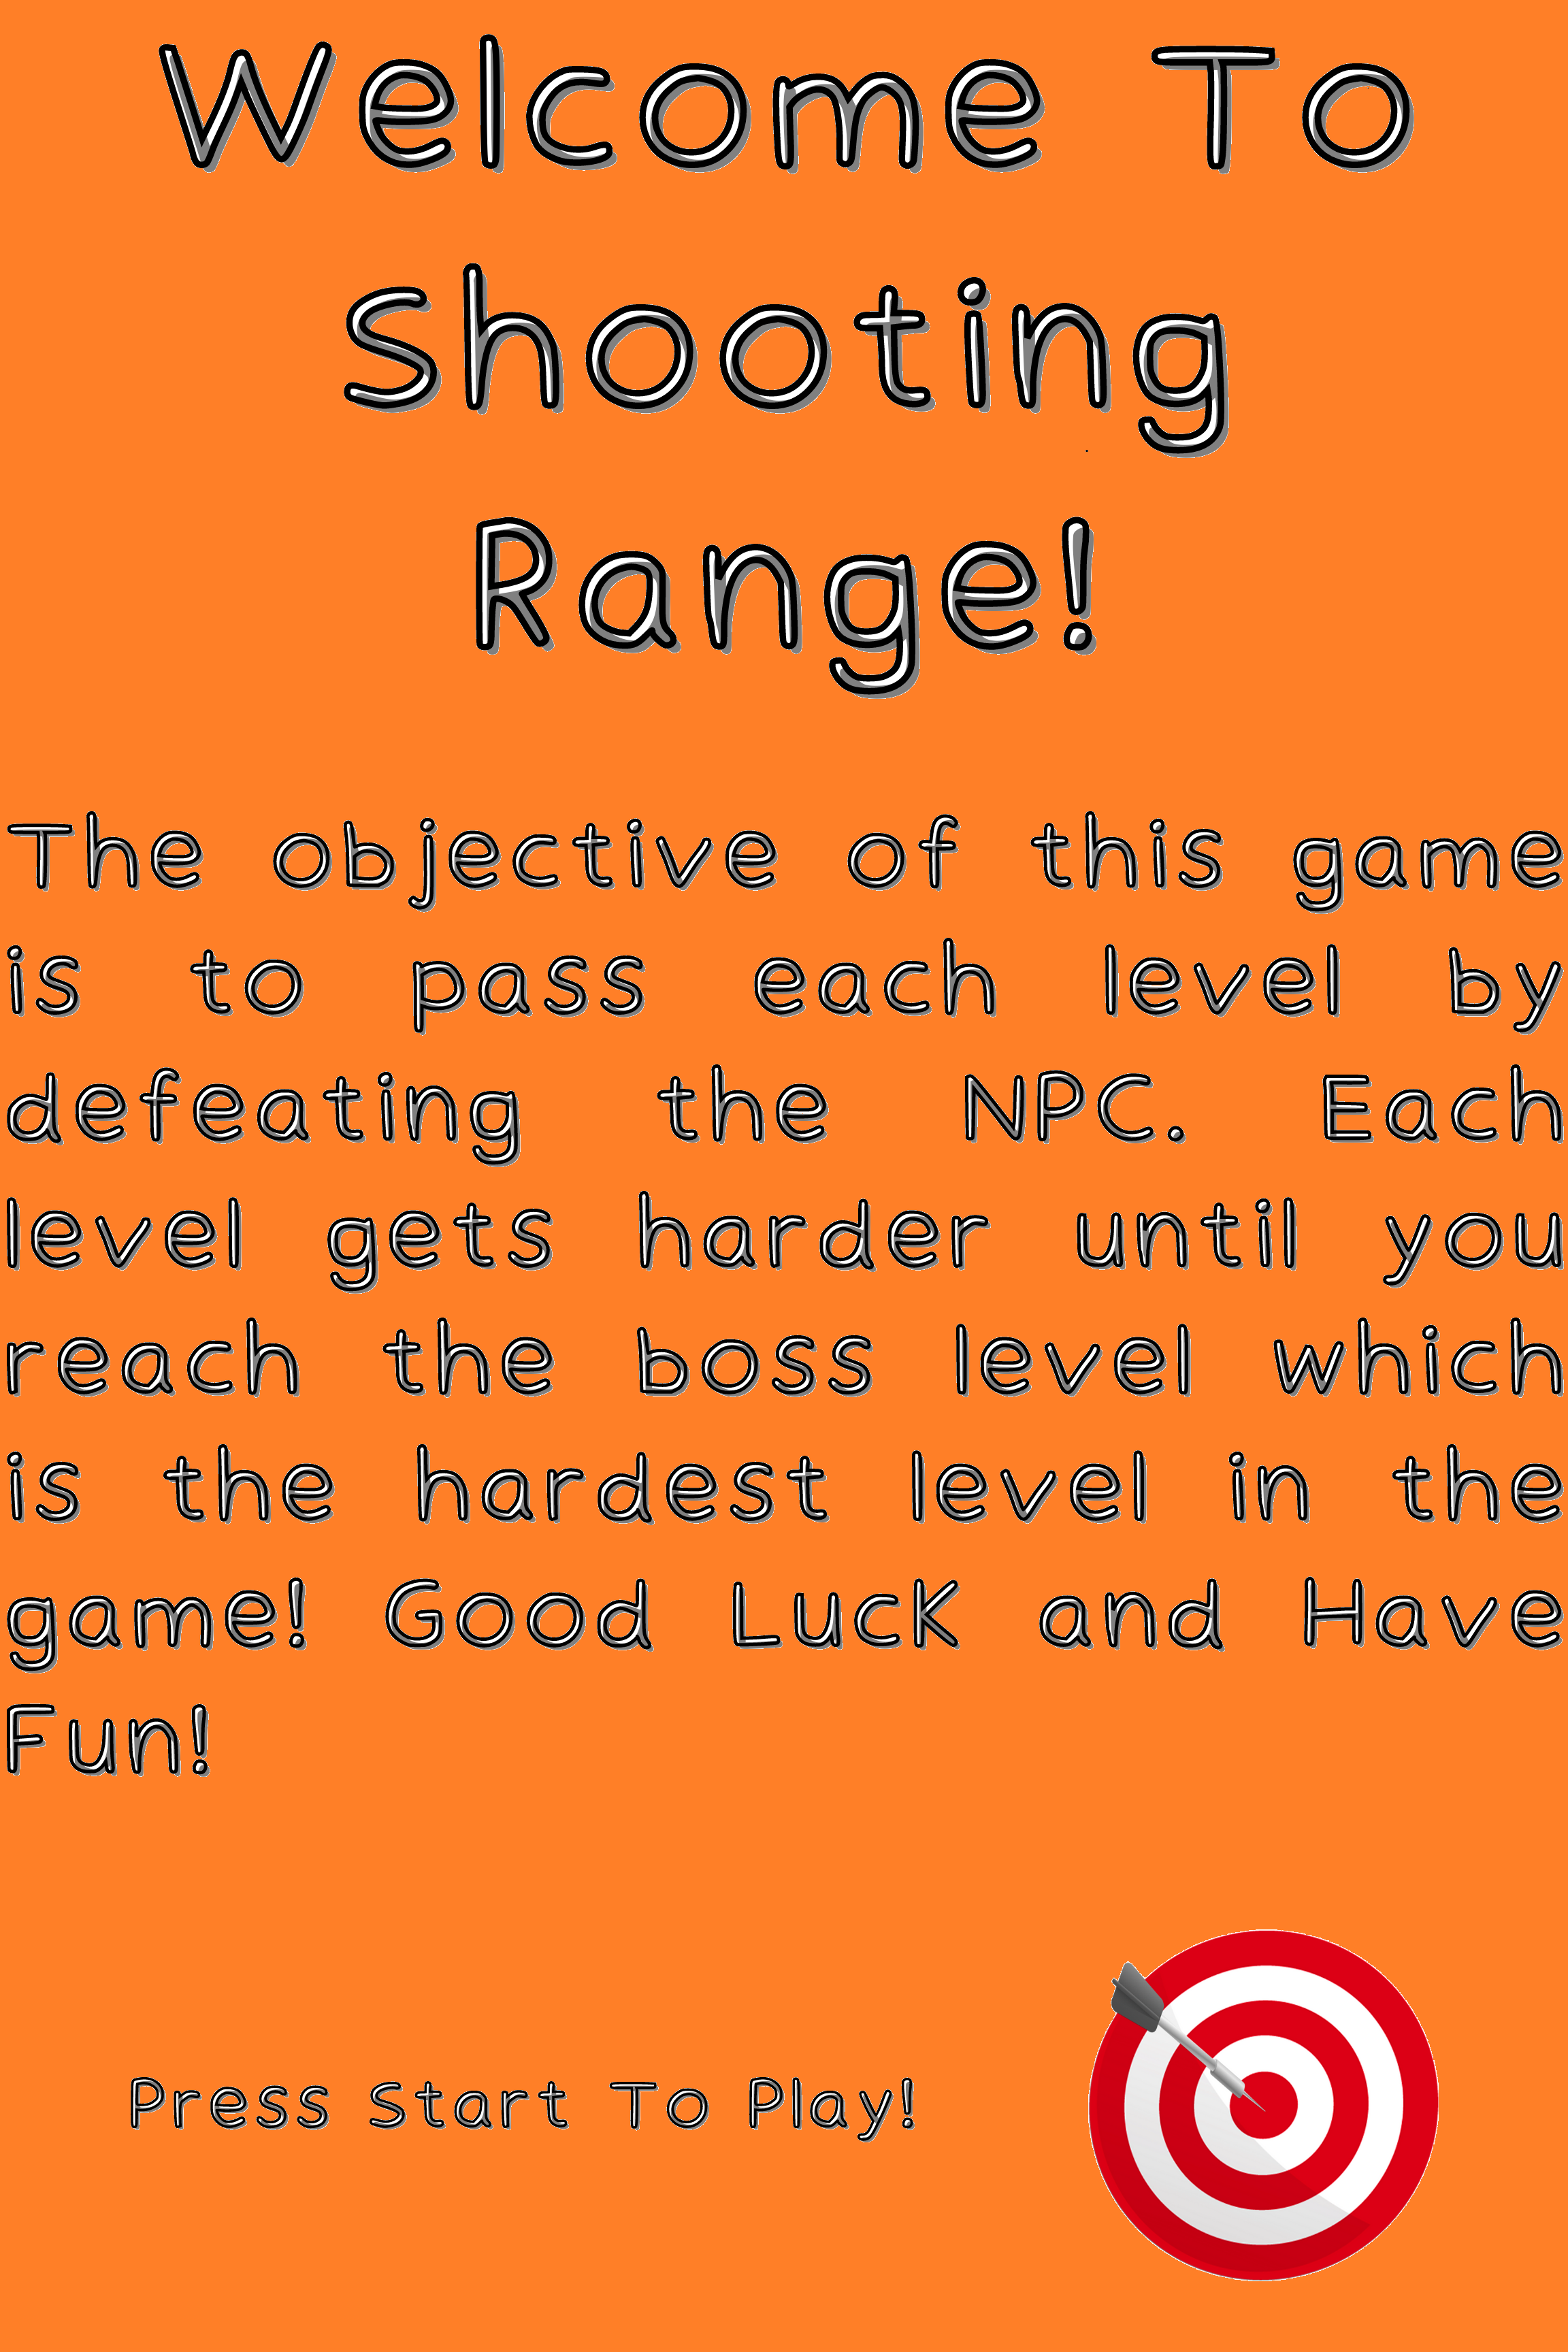 Welcome To
Shooting
Range!
The objective of this game
is to pass each level by
defeating the NPC. Each
level gets harder until you
reach the boss level which
is the hardest level in the
game! Good Luck and Have
Fun!
Press Start To Play!